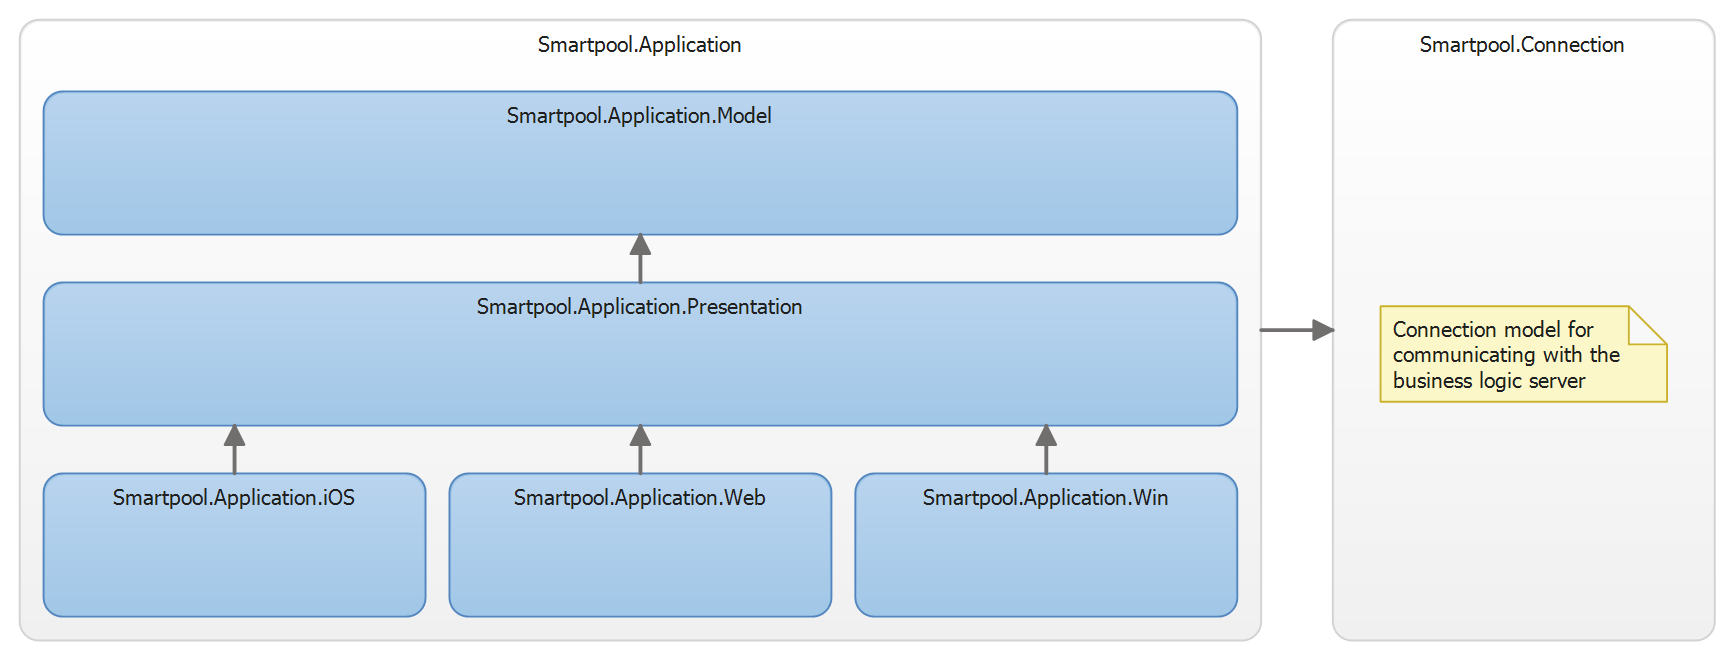 Smartpool.Application
Smartpool.Connection
Smartpool.Application.Model
Smartpool.Application.Presentation
Connection model for
communicating with the
business logic server
Smartpool.Application.iOS
Smartpool.Application.Web
Smartpool.Application.Win